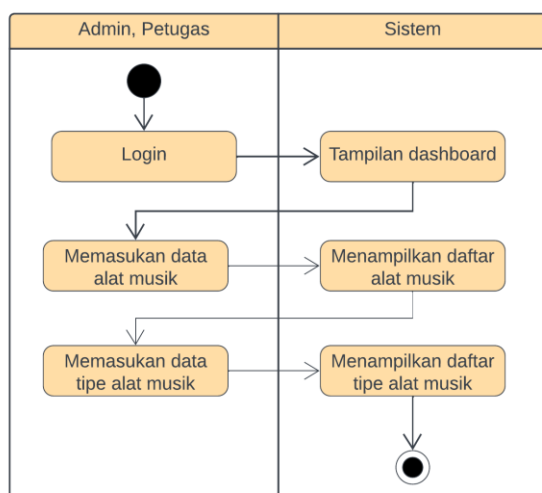 Admin, Petugas
Sistem
Login
Tampilan dashboard
Memasukan data
alat musik
Menampilkan daftar
alat musik
Memasukan data
tipe alat musik
Menampilkan daftar
tipe alat musik